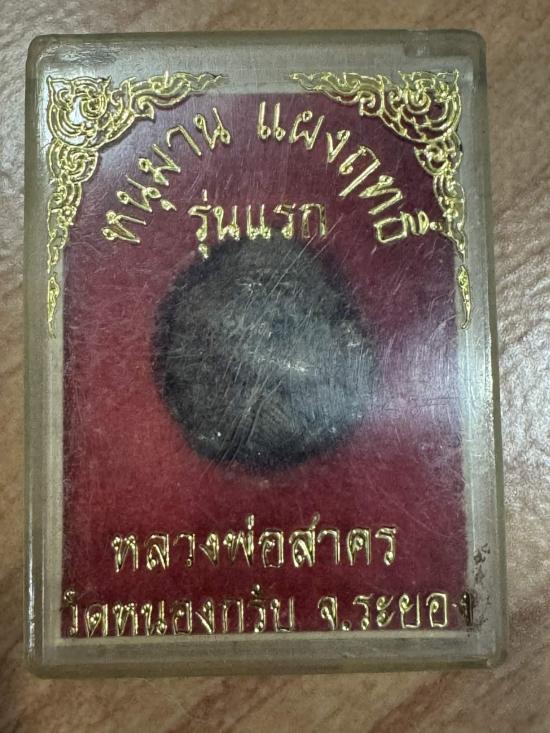 หนุมาน แผงฤทธิ์
รุ่นแรก
หลวงพ่อสาคร
วัดหนองกรับ จ.ระยอง